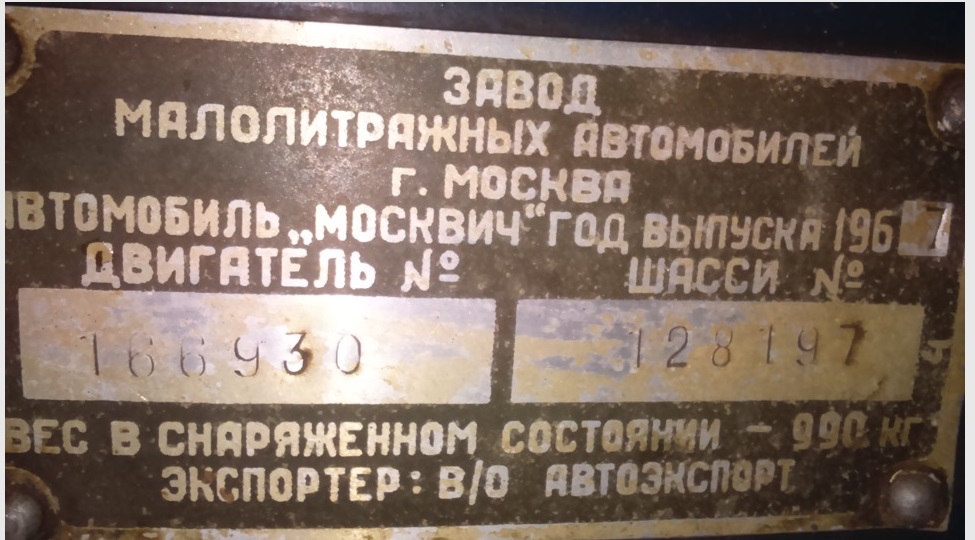 ЗАВОД
МАЛОЛИТРАЖНЫХ АВТОМОБИЛЕЙ
Г. МОСКВА
АВТОМОБИЛЬ „МОСКВИЧ“ ГОД ВЫПУСКА 1967
ДВИГАТЕЛЬ № ШАССИ №
166930 128197
ВЕС В СНАРЯЖЕННОМ СОСТОЯНИИ – 990 КГ
ЭКСПОРТЕР: В/О АВТОЭКСПОРТ